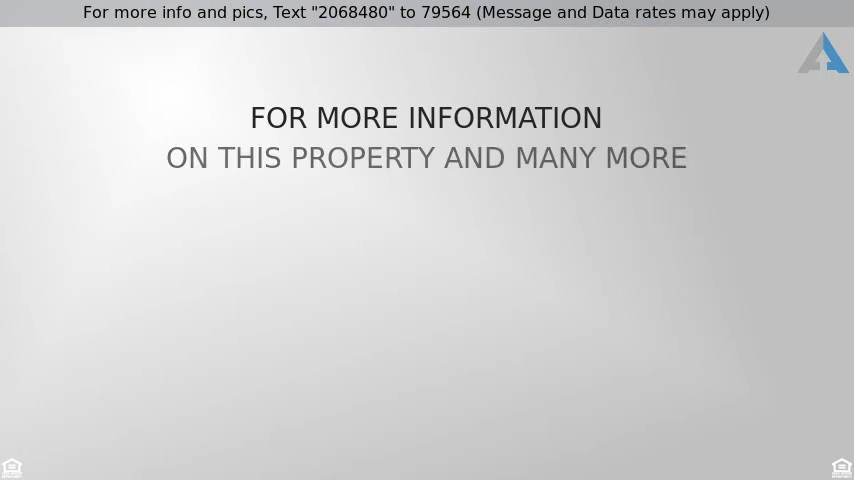 For more info and pics, Text "2068480" to 79564 (Message and Data rates may apply)
FOR MORE INFORMATION
ON THIS PROPERTY AND MANY MORE